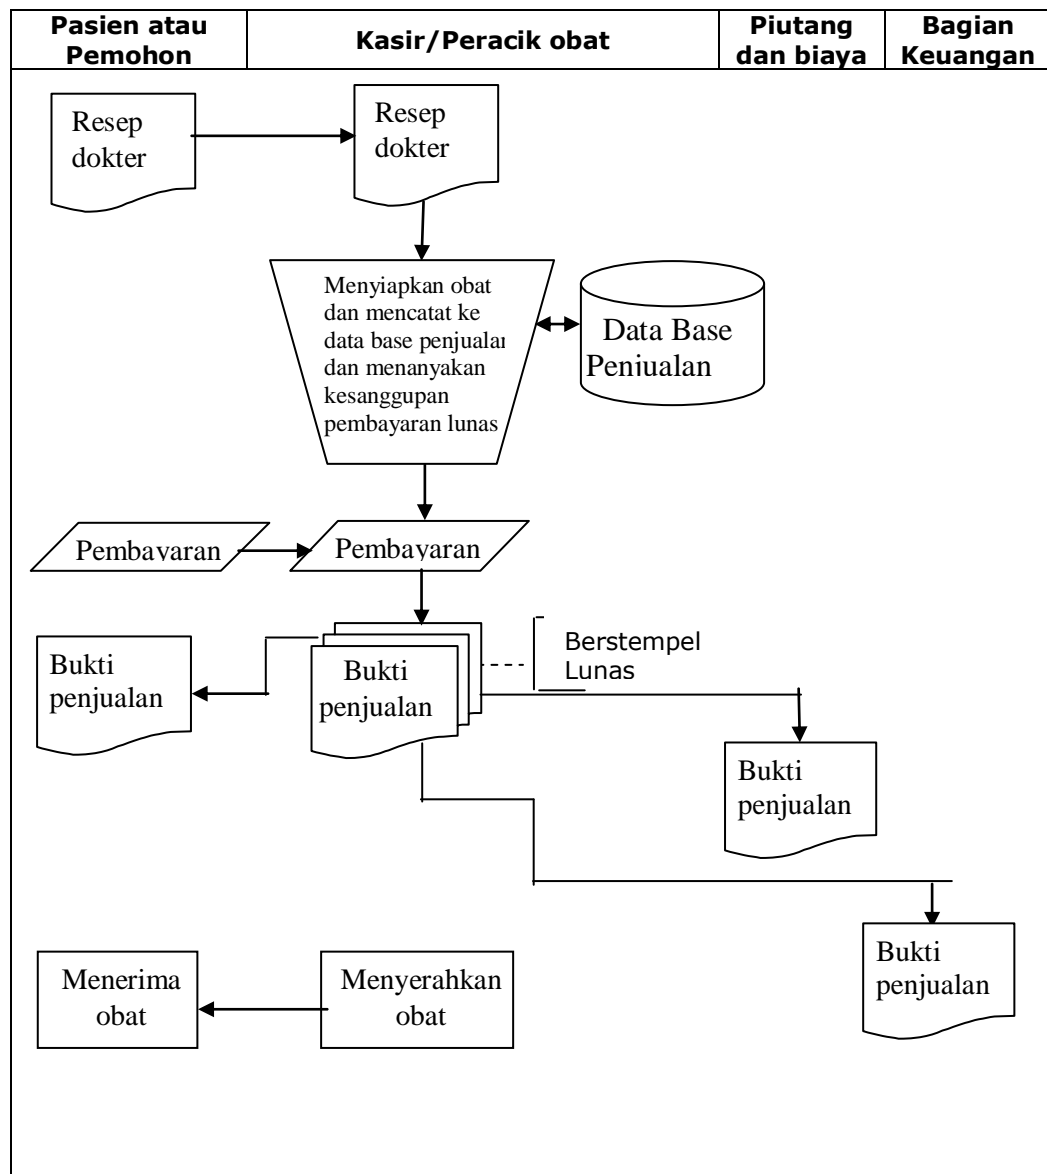 Pasien atau
Pemohon
Kasir/Peracik obat
Piutang
dan biaya
Bagian
Keuangan
Resep
dokter
Resep
dokter
Menyiapkan obat
dan mencatat ke
data base penjualan
dan menanyakan
kesanggupan
pembayaran lunas
Data Base
Penjualan
Pembayaran
Pembayaran
Bukti
penjualan
Bukti
penjualan
Berstempel
Lunas
Bukti
penjualan
Bukti
penjualan
Menerima
obat
Menyerahkan
obat